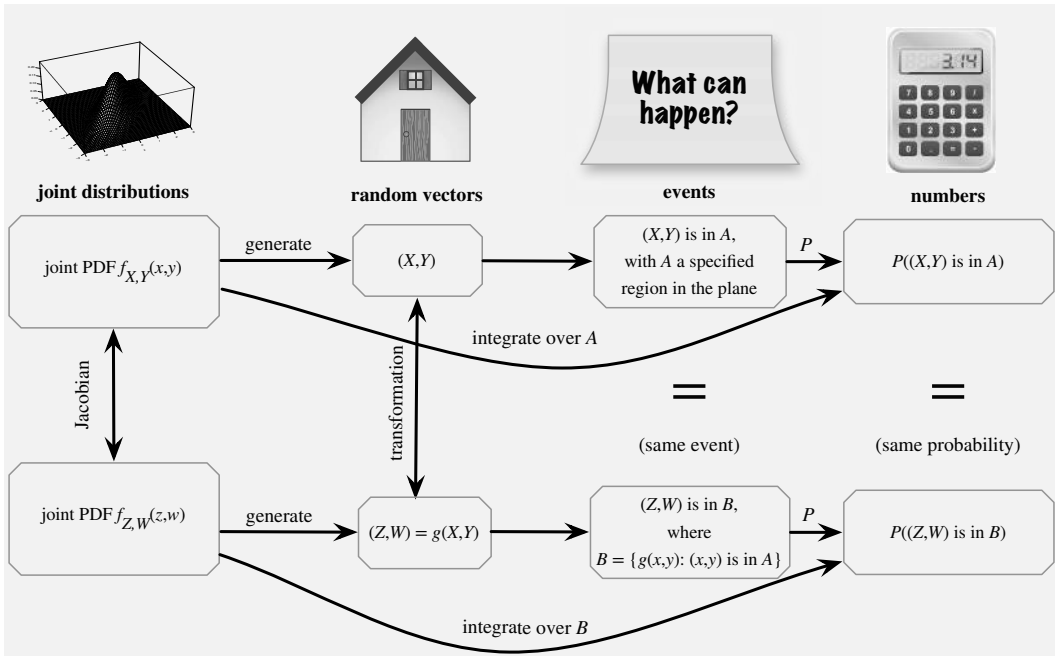 3.14
What can
happen?
7 8 9 /
4 5 6 x
1 2 3 +
0 . = -
joint distributions
random vectors
events
numbers
joint PDF f_{X,Y}(x,y)
generate
(X,Y)
(X,Y) is in A,
with A a specified
region in the plane
P
P((X,Y) is in A)
integrate over A
Jacobian
transformation
=
(same event)
=
(same probability)
joint PDF f_{Z,W}(z,w)
generate
(Z,W) = g(X,Y)
(Z,W) is in B,
where
B = {g(x,y): (x,y) is in A}
P
P((Z,W) is in B)
integrate over B